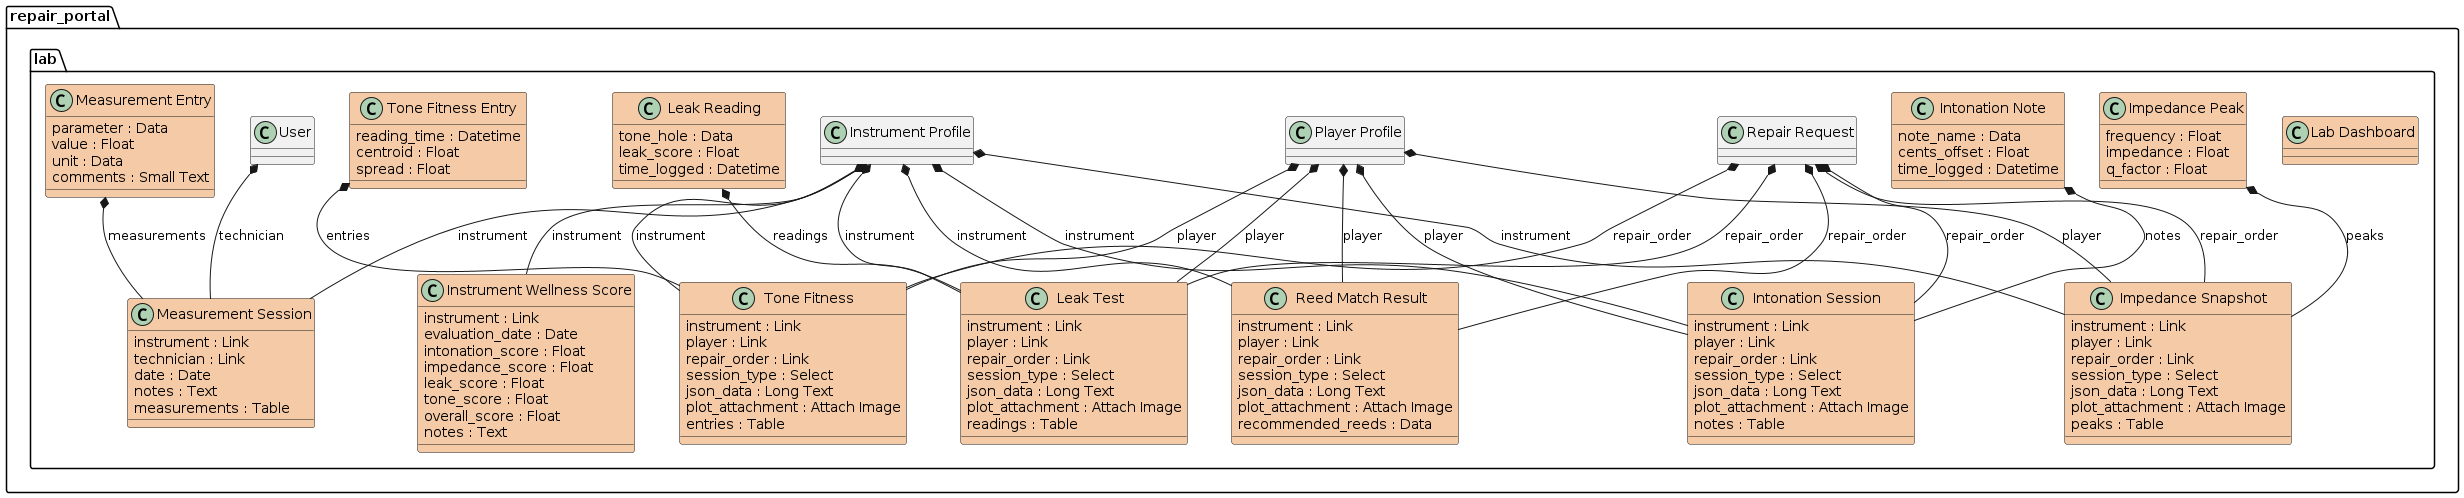 repair_portal
lab
C Measurement Entry
parameter : Data
value : Float
unit : Data
comments : Small Text
C User
C Tone Fitness Entry
reading_time : Datetime
centroid : Float
spread : Float
C Leak Reading
tone_hole : Data
leak_score : Float
time_logged : Datetime
C Instrument Profile
C Player Profile
C Repair Request
C Intonation Note
note_name : Data
cents_offset : Float
time_logged : Datetime
C Impedance Peak
frequency : Float
impedance : Float
q_factor : Float
C Lab Dashboard
measurements
technician
entries
instrument
instrument
instrument
readings
instrument
instrument
instrument
player
player
player
player
instrument
repair_order
repair_order
repair_order
repair_order
player
notes
repair_order
peaks
C Measurement Session
instrument : Link
technician : Link
date : Date
notes : Text
measurements : Table
C Instrument Wellness Score
instrument : Link
evaluation_date : Date
intonation_score : Float
impedance_score : Float
leak_score : Float
tone_score : Float
overall_score : Float
notes : Text
C Tone Fitness
instrument : Link
player : Link
repair_order : Link
session_type : Select
json_data : Long Text
plot_attachment : Attach Image
entries : Table
C Leak Test
instrument : Link
player : Link
repair_order : Link
session_type : Select
json_data : Long Text
plot_attachment : Attach Image
readings : Table
C Reed Match Result
instrument : Link
player : Link
repair_order : Link
session_type : Select
json_data : Long Text
plot_attachment : Attach Image
recommended_reeds : Data
C Intonation Session
instrument : Link
player : Link
repair_order : Link
session_type : Select
json_data : Long Text
plot_attachment : Attach Image
notes : Table
C Impedance Snapshot
instrument : Link
player : Link
repair_order : Link
session_type : Select
json_data : Long Text
plot_attachment : Attach Image
peaks : Table